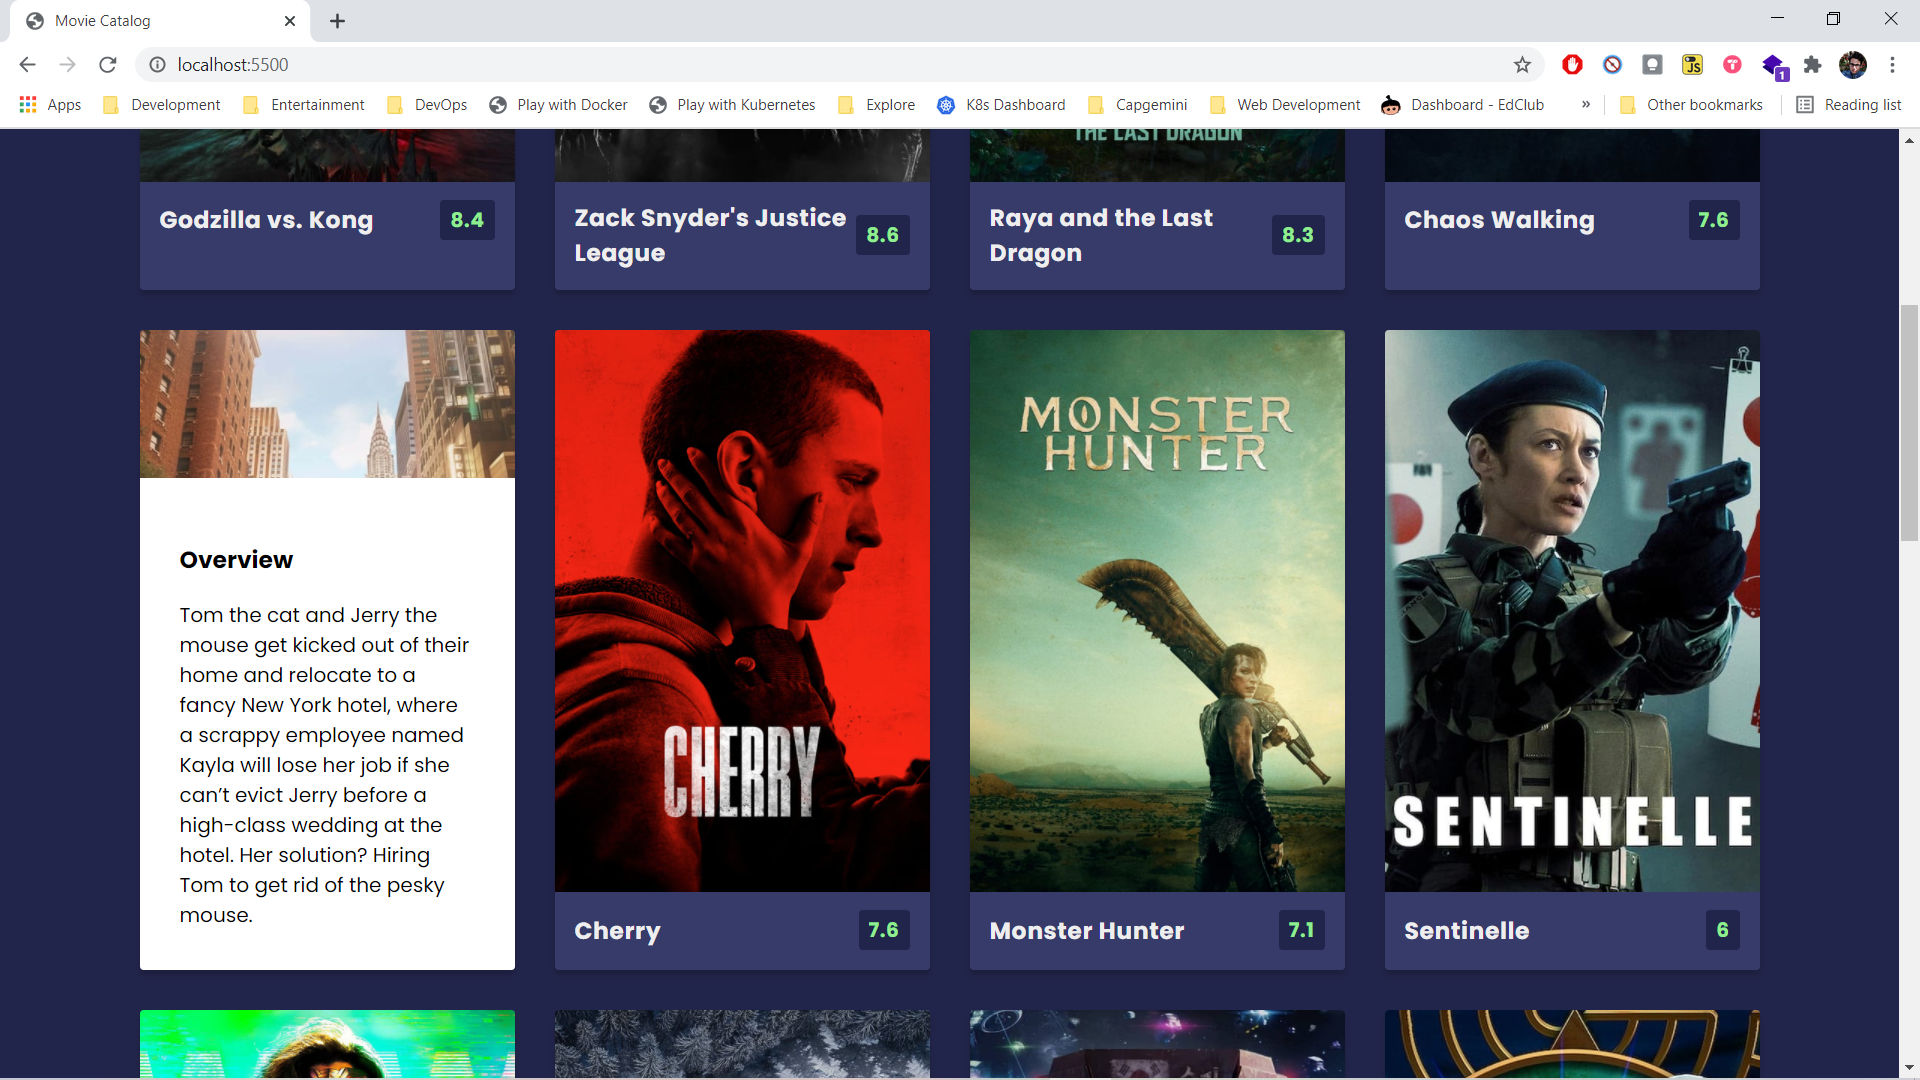 Movie Catalog
localhost:5500
JS
1
Apps
Development
Entertainment
DevOps
Play with Docker
Play with Kubernetes
Explore
K8s Dashboard
Capgemini
Web Development
Dashboard - EdClub
»
Other bookmarks
Reading list
THE LAST DRAGON
Godzilla vs. Kong
8.4
Zack Snyder's Justice
League
8.6
Raya and the Last
Dragon
8.3
Chaos Walking
7.6
Overview
Tom the cat and Jerry the
mouse get kicked out of their
home and relocate to a
fancy New York hotel, where
a scrappy employee named
Kayla will lose her job if she
can’t evict Jerry before a
high-class wedding at the
hotel. Her solution? Hiring
Tom to get rid of the pesky
mouse.
CHERRY
Cherry
7.6
MONSTER
HUNTER
Monster Hunter
7.1
SENTINELLE
Sentinelle
6